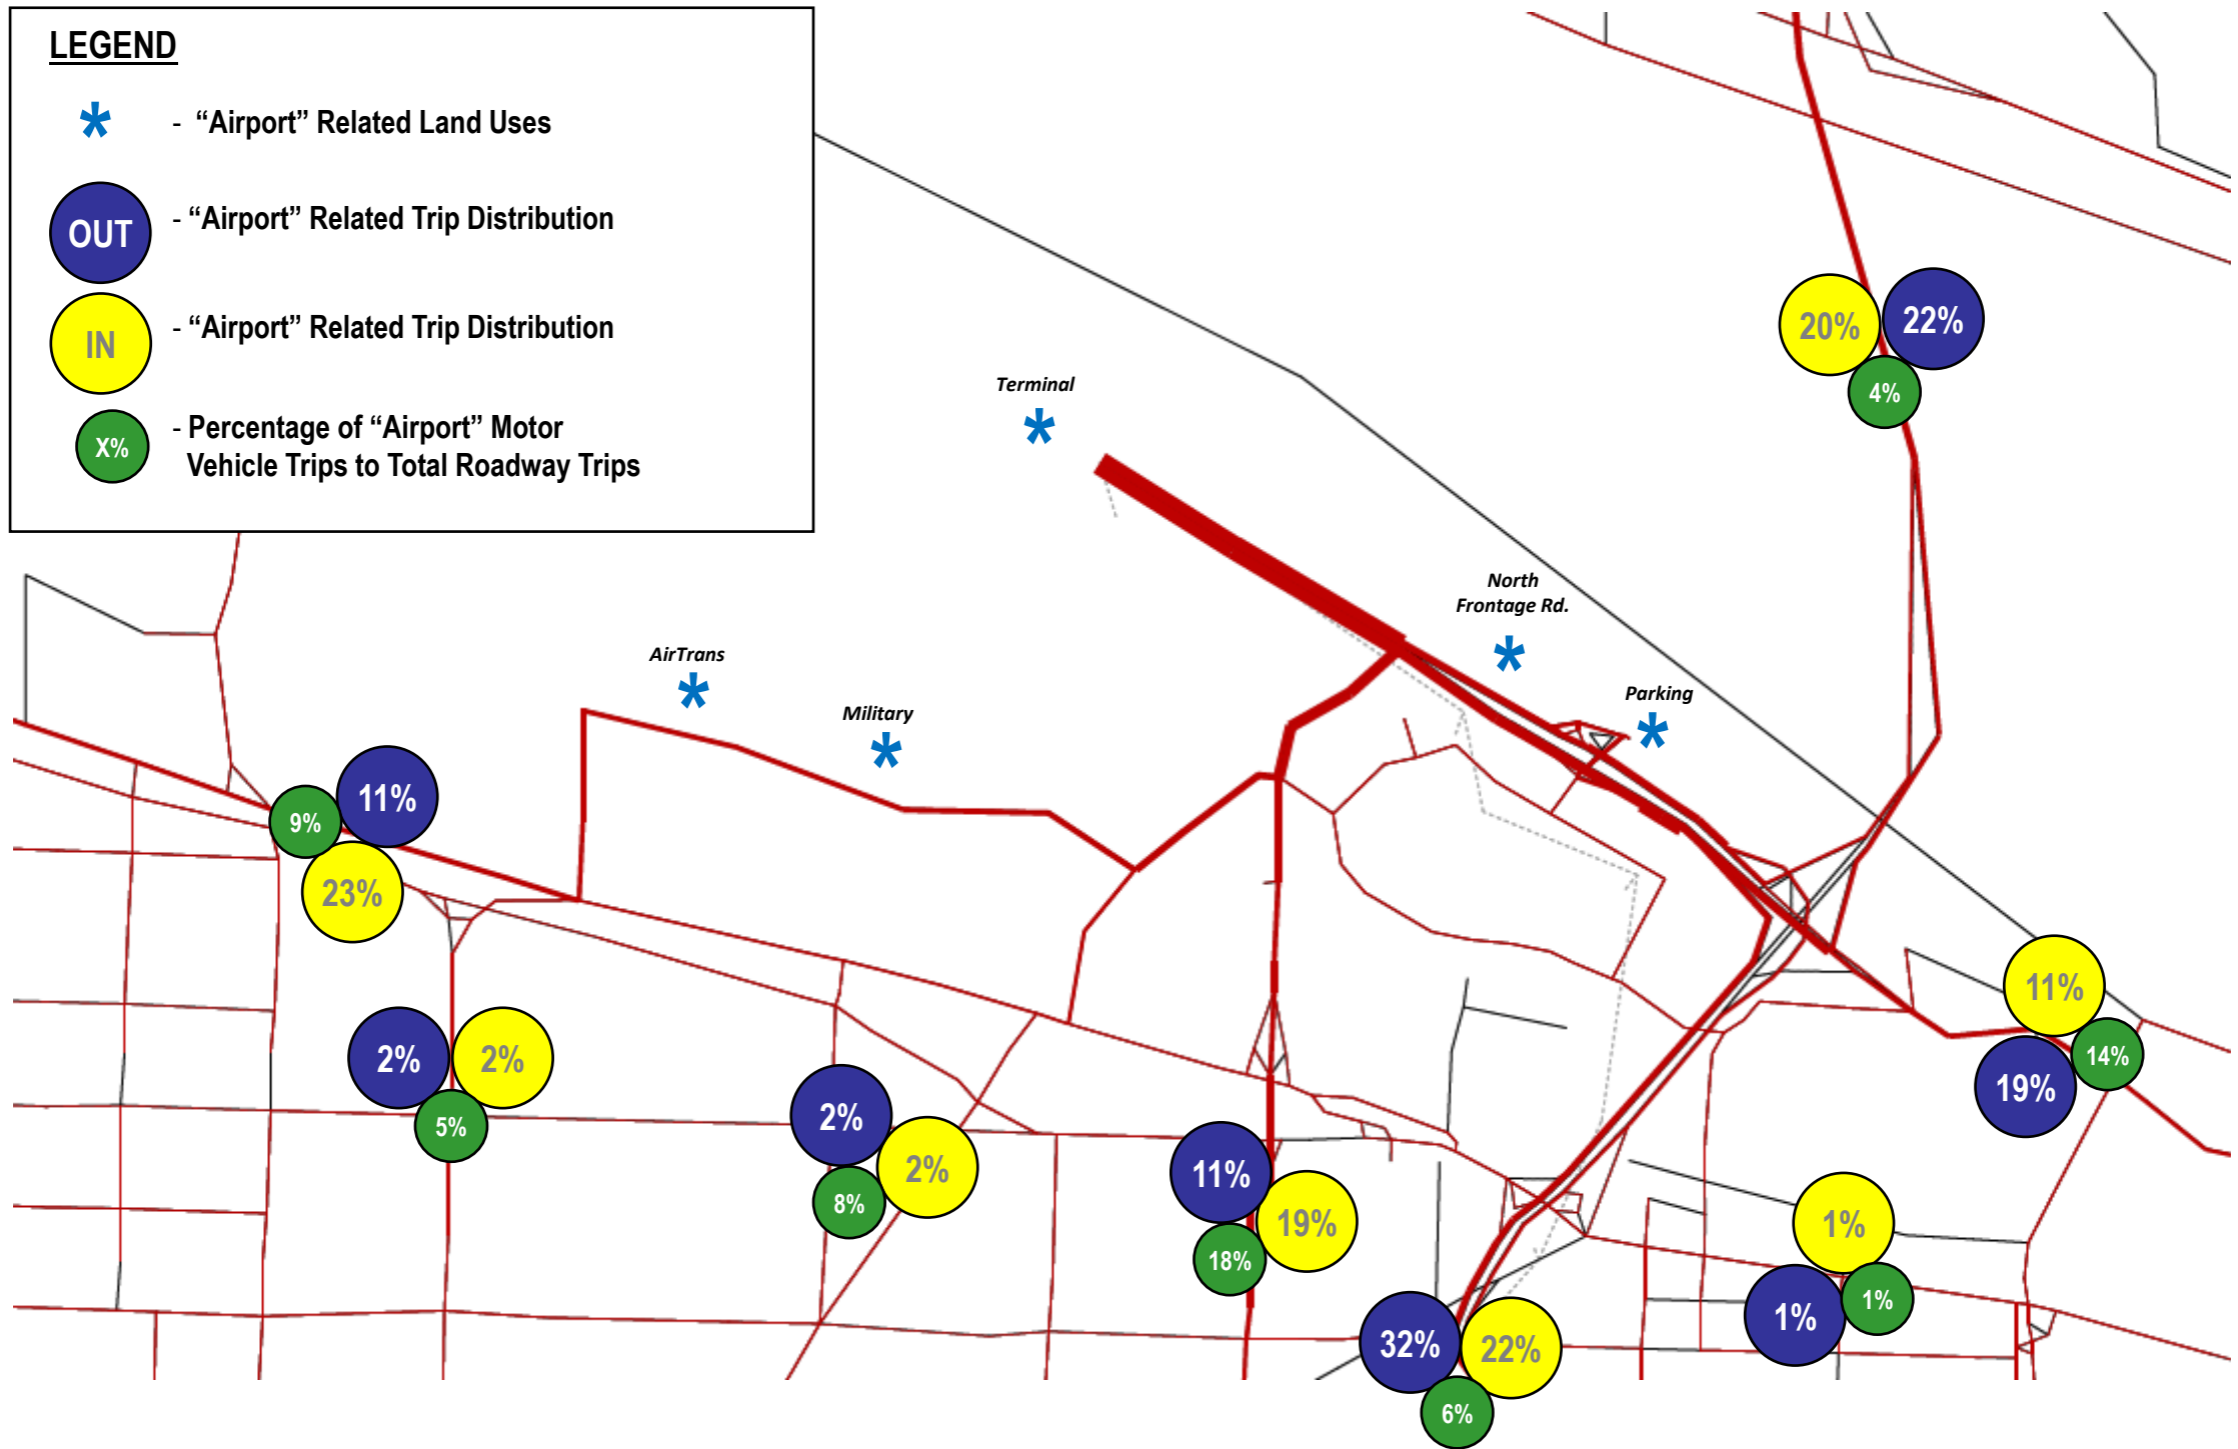 LEGEND
- “Airport” Related Land Uses
OUT
- “Airport” Related Trip Distribution
IN
- “Airport” Related Trip Distribution
X%
- Percentage of “Airport” Motor
Vehicle Trips to Total Roadway Trips
20%
22%
4%
Terminal
North
Frontage Rd.
AirTrans
Parking
Military
11%
9%
23%
11%
14%
19%
2%
2%
5%
2%
2%
8%
11%
19%
18%
1%
1%
1%
32%
22%
6%